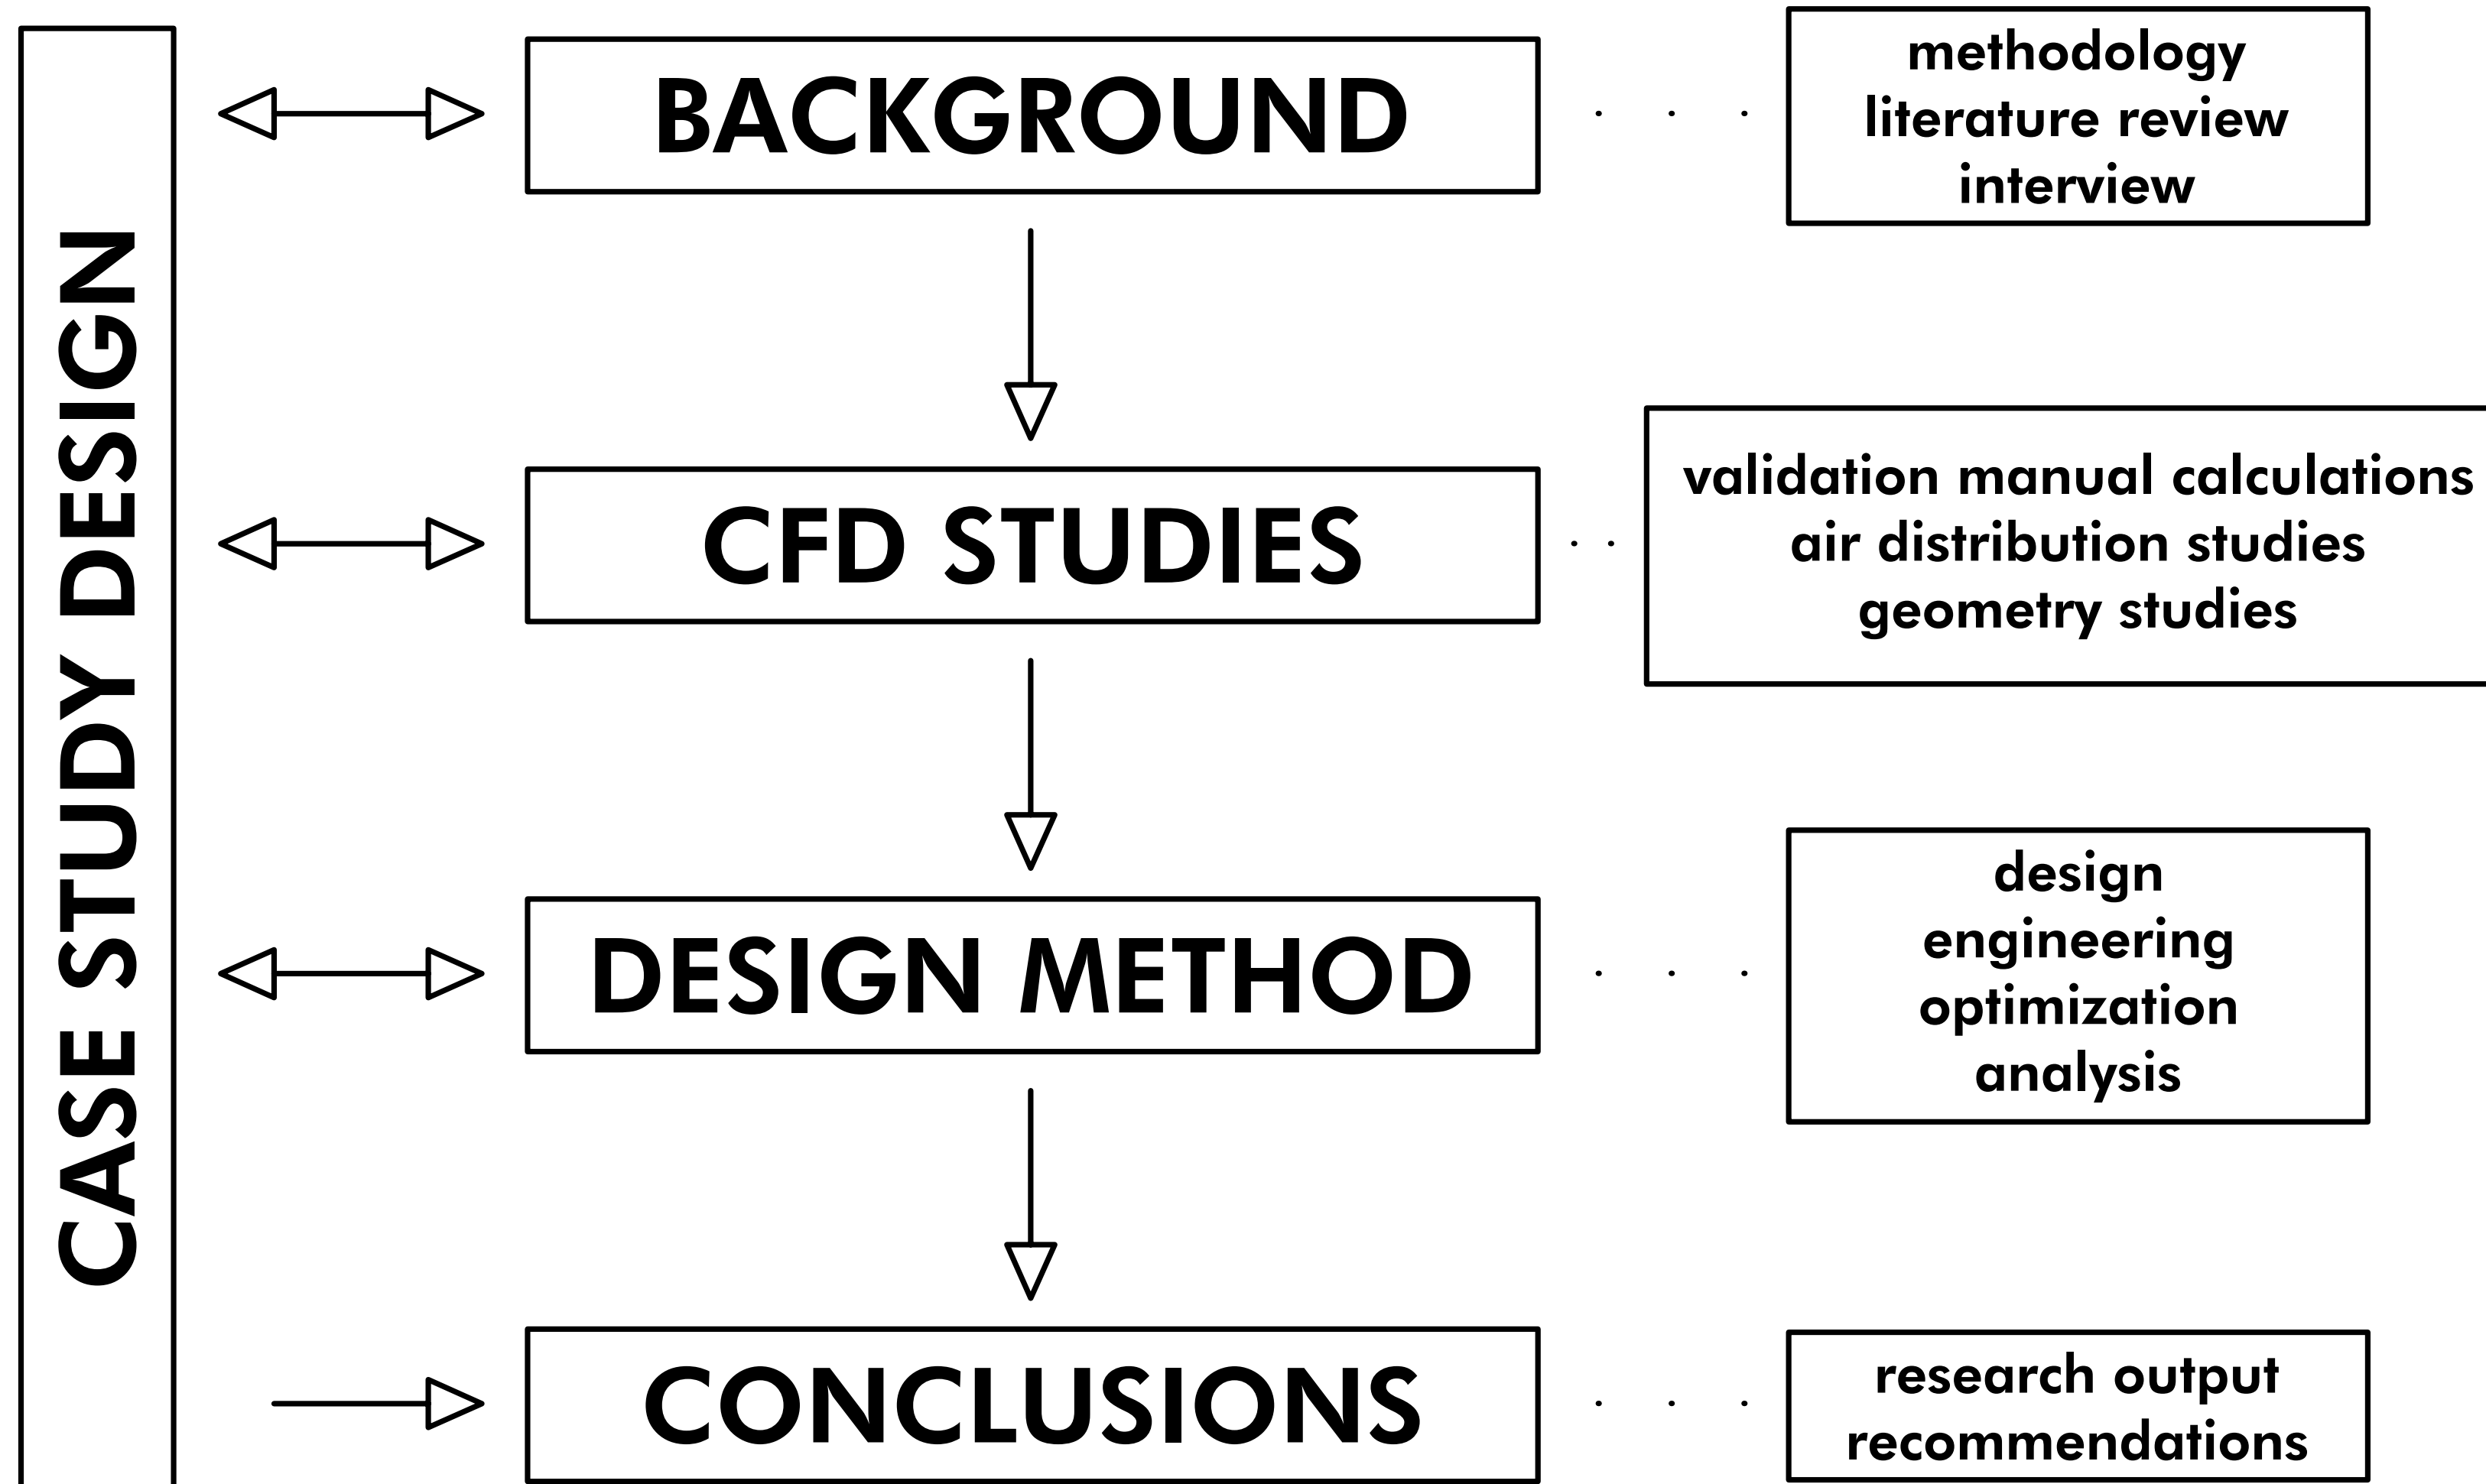 CASE STUDY DESIGN
BACKGROUND
methodology
literature review
interview
CFD STUDIES
validation manual calculations
air distribution studies
geometry studies
DESIGN METHOD
design
engineering
optimization
analysis
CONCLUSIONS
research output
recommendations